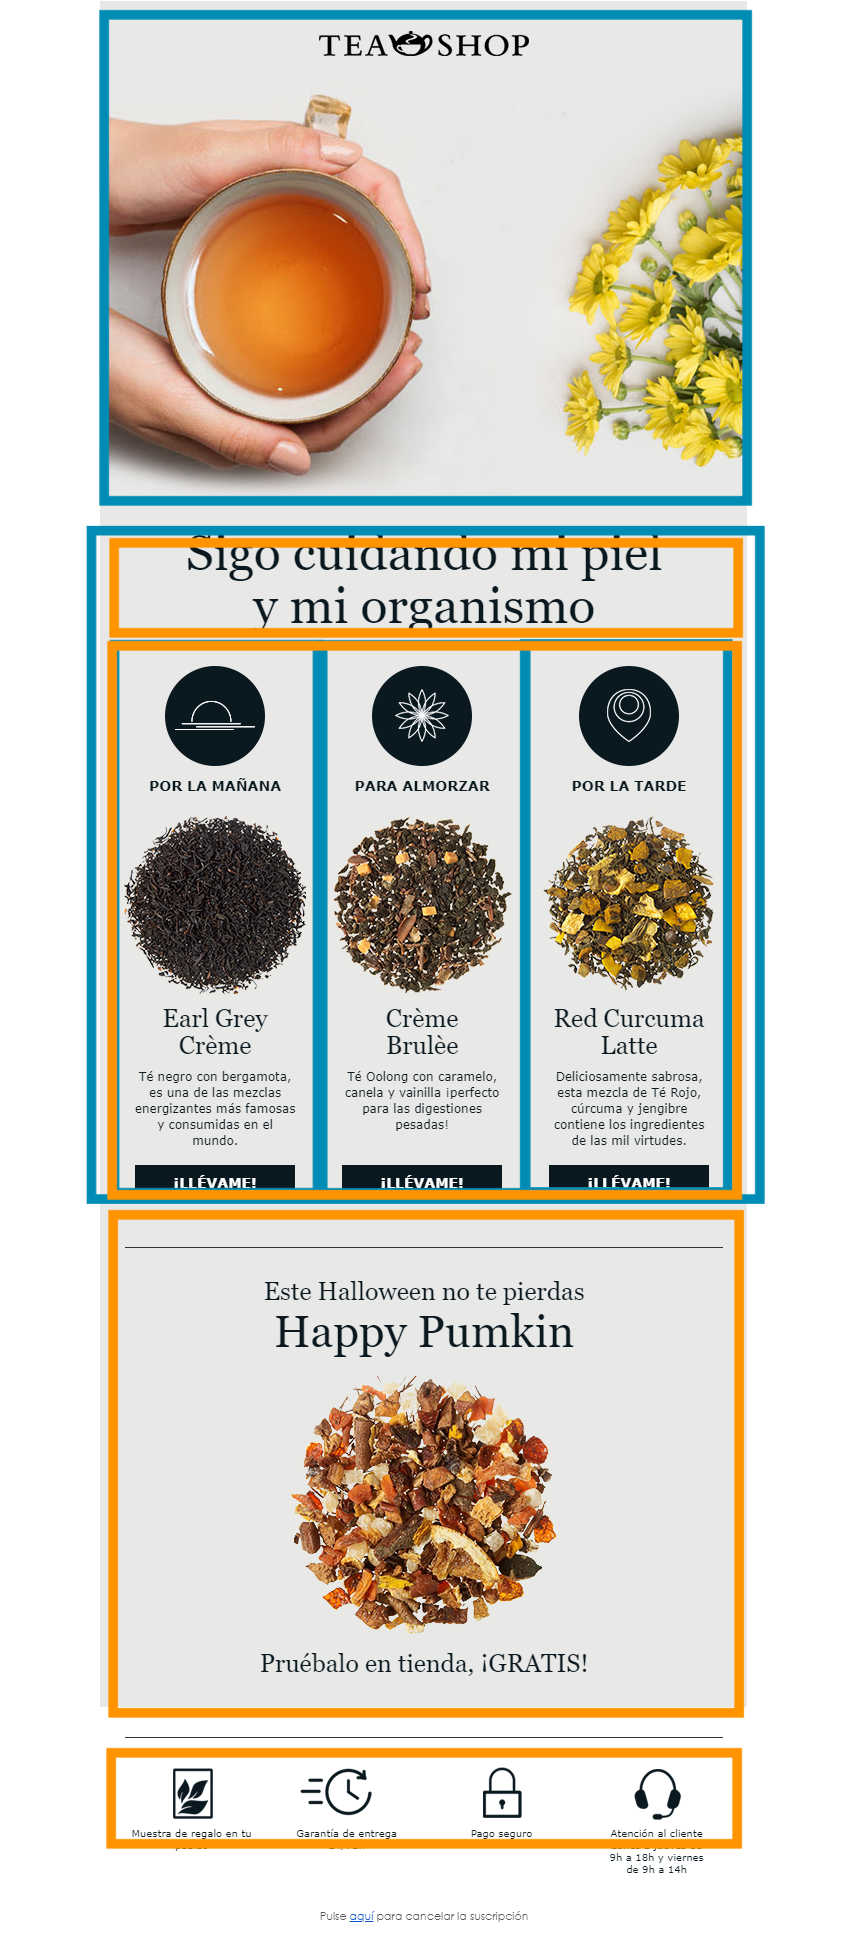 TEA SHOP
Sigo cuidando mi piel
y mi organismo
POR LA MAÑANA
PARA ALMORZAR
POR LA TARDE
Earl Grey
Crème
Crème
Brulèe
Red Curcuma
Latte
Té negro con bergamota,
es una de las mezclas
energizantes más famosas
y consumidas en el
mundo.
Té Oolong con caramelo,
canela y vainilla ¡perfecto
para las digestiones
pesadas!
Deliciosamente sabrosa,
esta mezcla de Té Rojo,
cúrcuma y jengibre
contiene los ingredientes
de las mil virtudes.
¡LLÉVAME!
¡LLÉVAME!
¡LLÉVAME!
Este Halloween no te pierdas
Happy Pumkin
Pruébalo en tienda, ¡GRATIS!
Muestra de regalo en tu
Garantía de entrega
Pago seguro
Atención al cliente
9h a 18h y viernes
de 9h a 14h
Pulse aquí para cancelar la suscripción